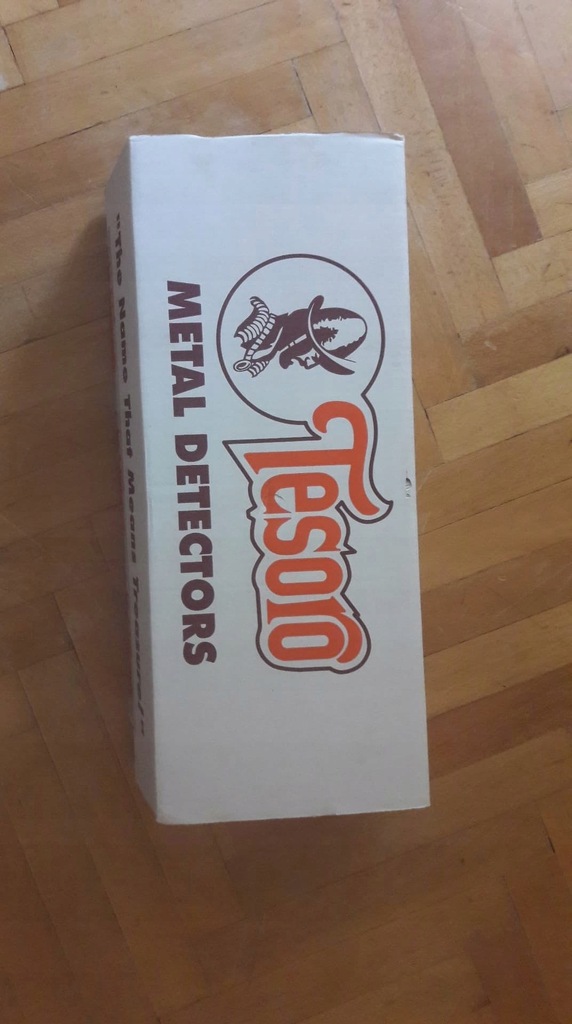 Tesoro
METAL DETECTORS
"The Name That Means Treasure!"